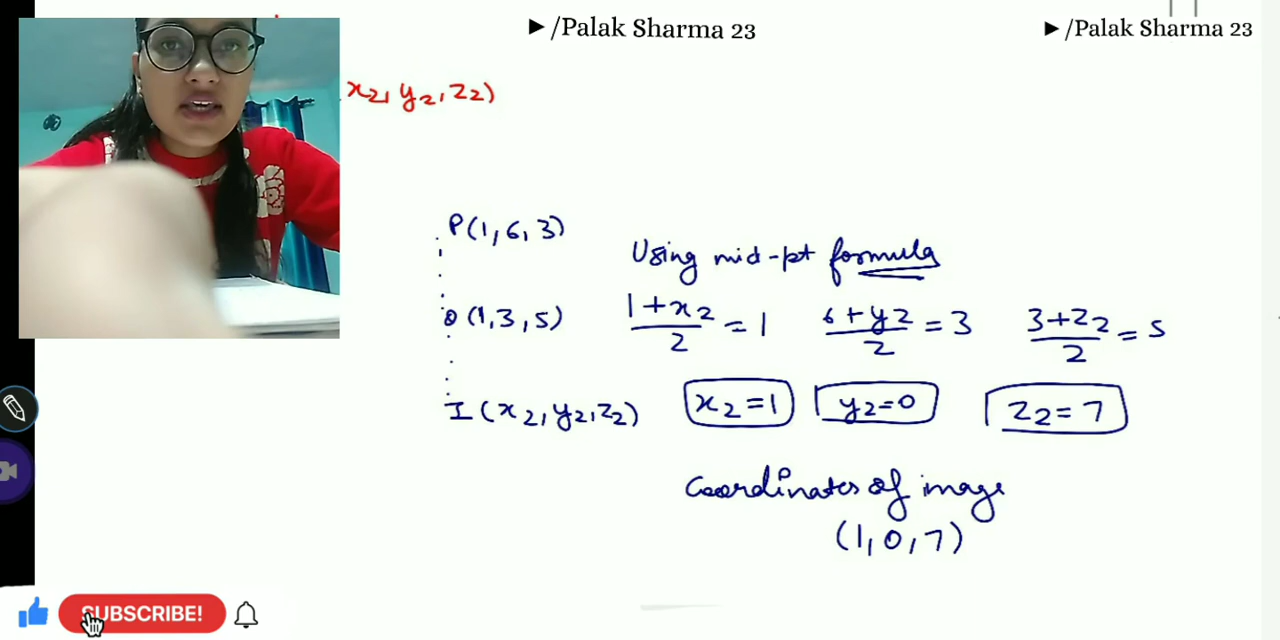 ▶/Palak Sharma 23
▶/Palak Sharma 23
x2, y2, z2)
P(1, 6, 3)
Using mid-pt formula
O (1, 3, 5)
1+x2/2 = 1
6+y2/2 = 3
3+z2/2 = 5
I (x2, y2, z2)
x2=1
y2=0
z2=7
Coordinates of image
(1, 0, 7)
SUBSCRIBE!